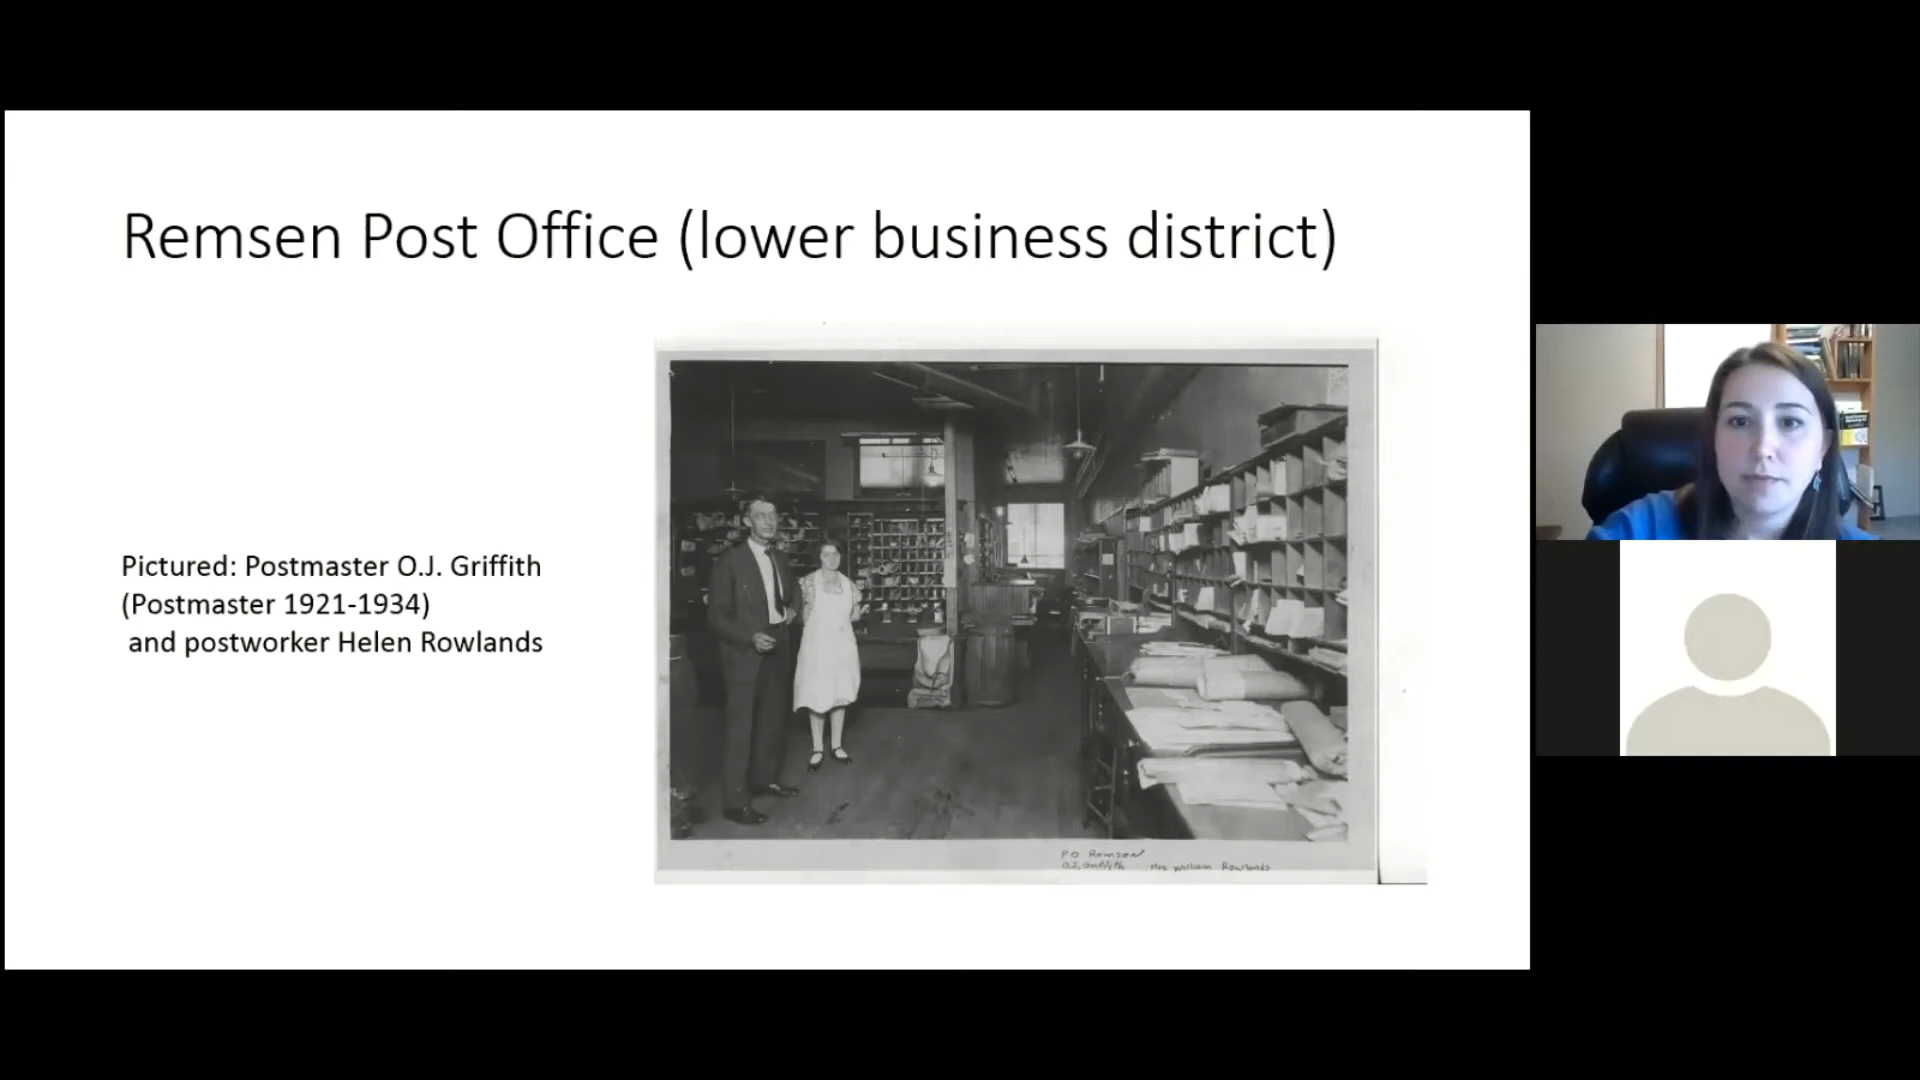 Remsen Post Office (lower business district)
Pictured: Postmaster O.J. Griffith
(Postmaster 1921-1934)
and postworker Helen Rowlands
PO Remsen
O.J. Griffith Mrs William Rowlands